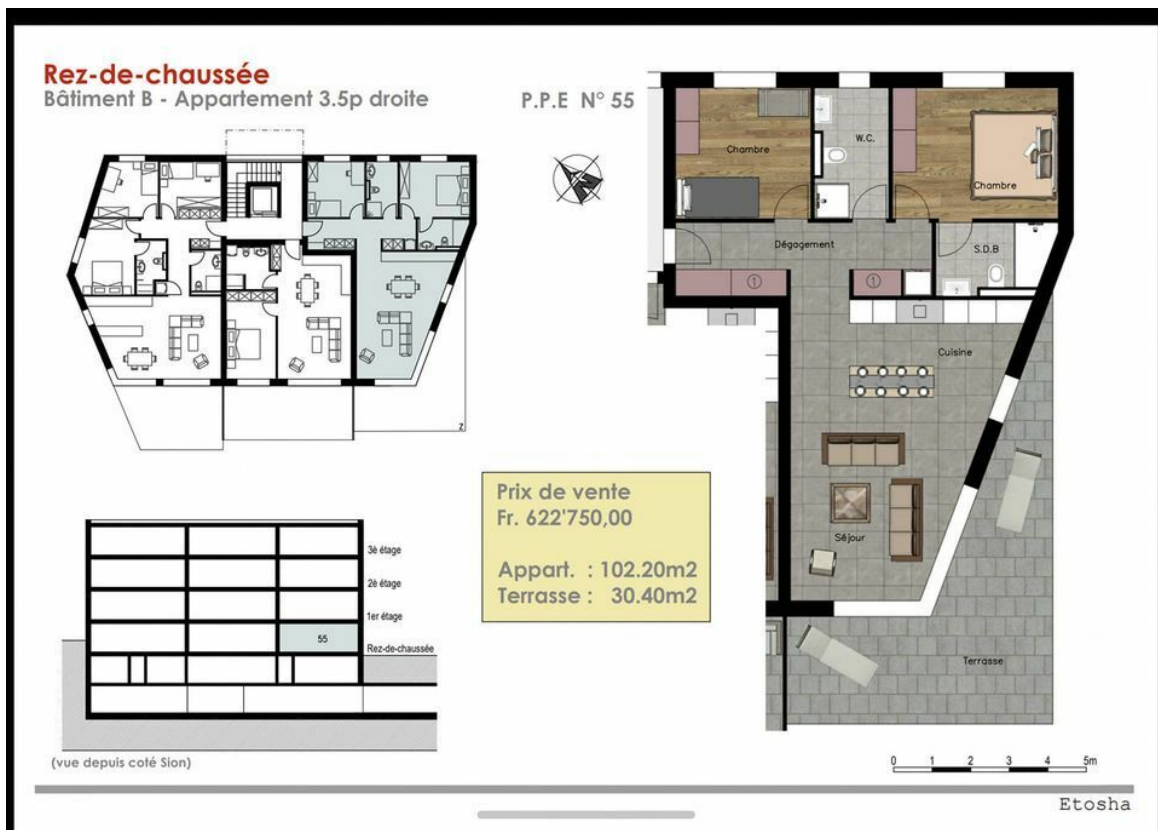 Rez-de-chaussée
Bâtiment B - Appartement 3.5p droite
P.P.E N° 55
Chambre
W.C.
Chambre
Dégagement
S.D.B
1
1
Cuisine
Séjour
Terrasse
Z
N
Prix de vente
Fr. 622'750,00
Appart. : 102.20m2
Terrasse : 30.40m2
3è étage
2è étage
1er étage
55
Rez-de-chaussée
(vue depuis coté Sion)
0 1 2 3 4 5m
Etosha